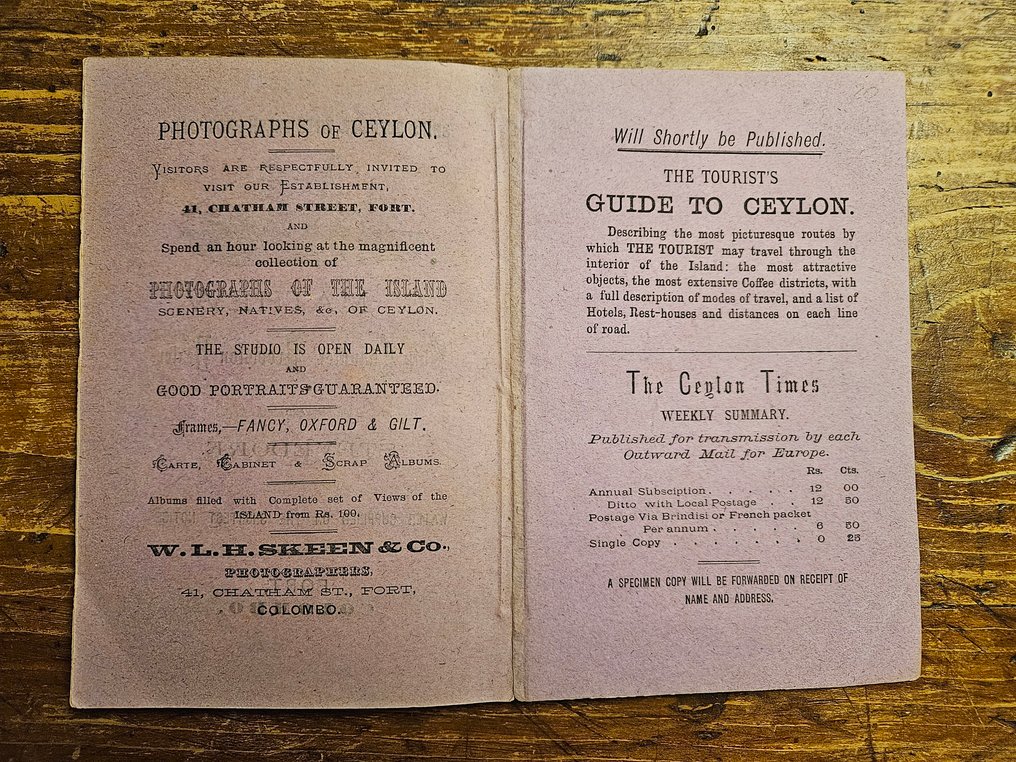 PHOTOGRAPHS OF CEYLON.
VISITORS ARE RESPECTFULLY INVITED TO
VISIT OUR ESTABLISHMENT,
41, CHATHAM STREET, FORT.
AND
Spend an hour looking at the magnificent
collection of
PHOTOGRAPHS OF THE ISLAND
SCENERY, NATIVES, &c, OF CEYLON.
THE STUDIO IS OPEN DAILY
AND
GOOD PORTRAITS GUARANTEED.
Frames,—FANCY, OXFORD & GILT.
CARTE, CABINET & SCRAP ALBUMS.
Albums filled with Complete set of Views of the
ISLAND from Rs. 100.
W. L. H. SKEEN & Co.,
PHOTOGRAPHERS,
41, CHATHAM ST., FORT,
COLOMBO.
20
Will Shortly be Published.
THE TOURIST'S
GUIDE TO CEYLON.
Describing the most picturesque routes by
which THE TOURIST may travel through the
interior of the Island: the most attractive
objects, the most extensive Coffee districts, with
a full description of modes of travel, and a list of
Hotels, Rest-houses and distances on each line
of road.
The Ceylon Times
WEEKLY SUMMARY.
Published for transmission by each
Outward Mail for Europe.
Rs. Cts.
Annual Subsciption . . . . . 12 00
Ditto with Local Postage . . 12 50
Postage Via Brindisi or French packet
Per annum . . . . . . 6 50
Single Copy . . . . . . . 0 25
A SPECIMEN COPY WILL BE FORWARDED ON RECEIPT OF
NAME AND ADDRESS.